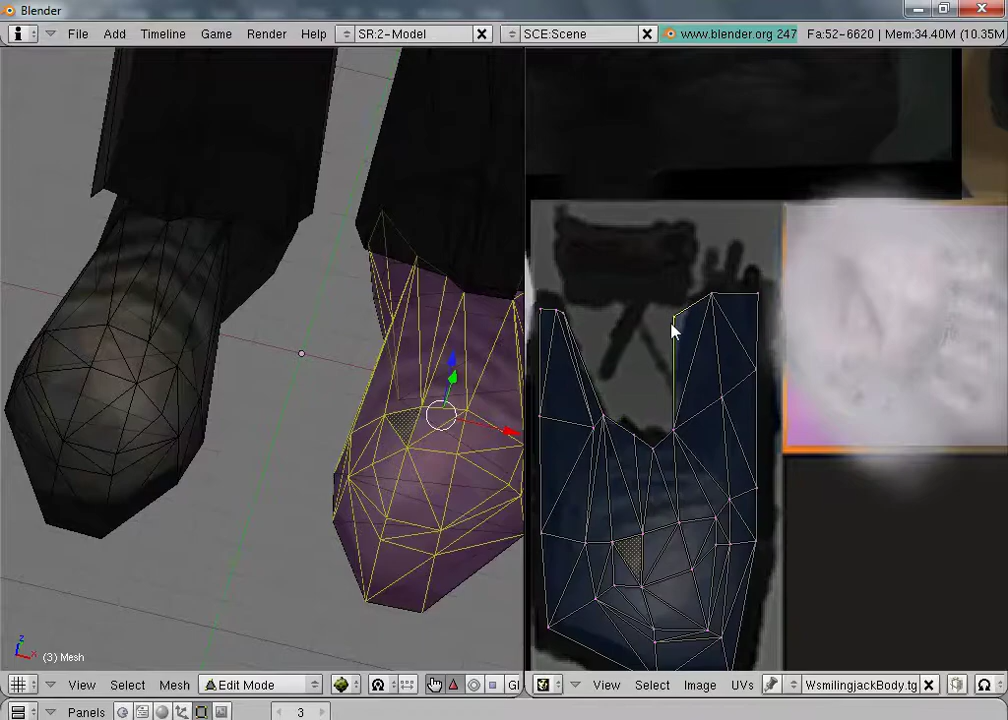 Blender
File Add Timeline Game Render Help SR:2-Model SCE:Scene www.blender.org 247 Fa:52-6620 | Mem:34.40M (10.35M
z
x
(3) Mesh
View Select Mesh Edit Mode Gl View Select Image UVs WsmilingjackBody.tg
Panels 3